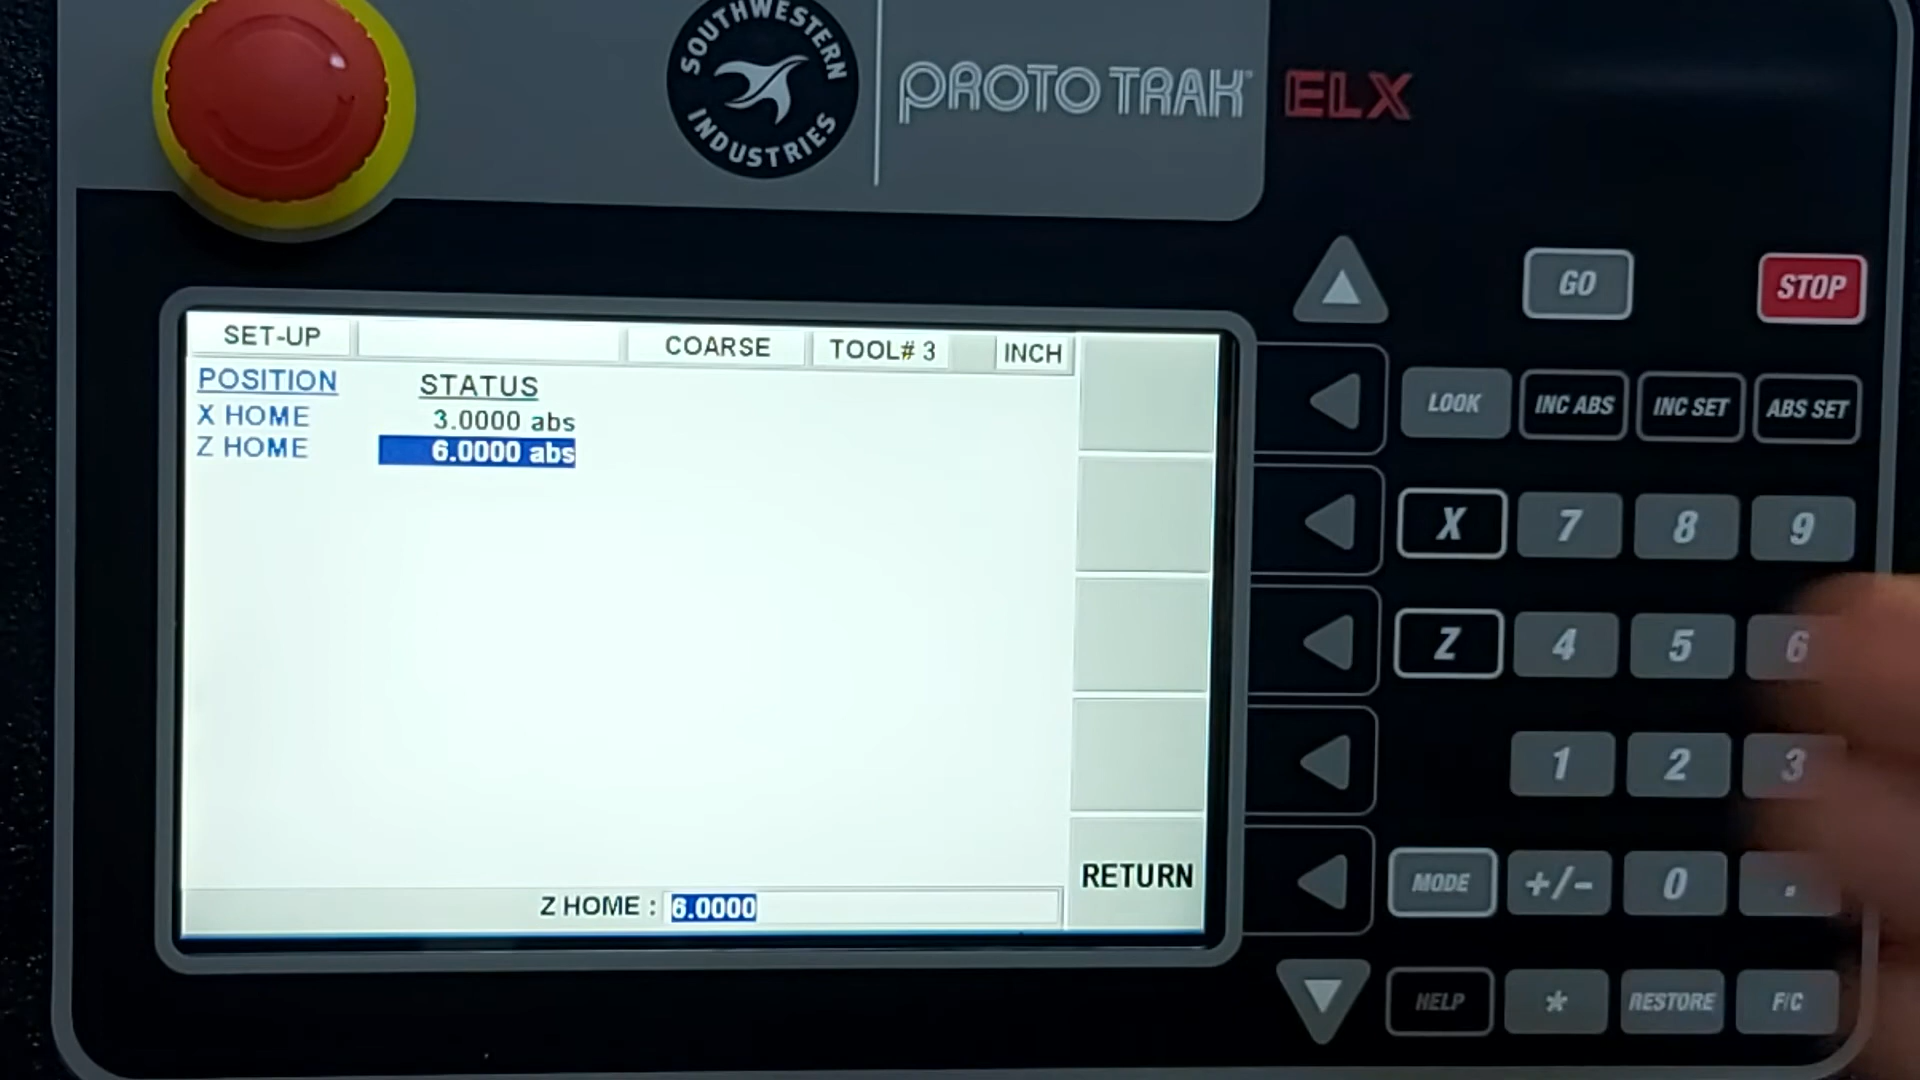 SOUTHWESTERN
INDUSTRIES
PROTO TRAK® ELX
GO
STOP
SET-UP COARSE TOOL# 3 INCH
POSITION STATUS
X HOME 3.0000 abs
Z HOME 6.0000 abs
RETURN
Z HOME : 6.0000
LOOK INC ABS INC SET ABS SET
X 7 8 9
Z 4 5 6
1 2 3
MODE +/- 0 .
HELP * RESTORE F/C